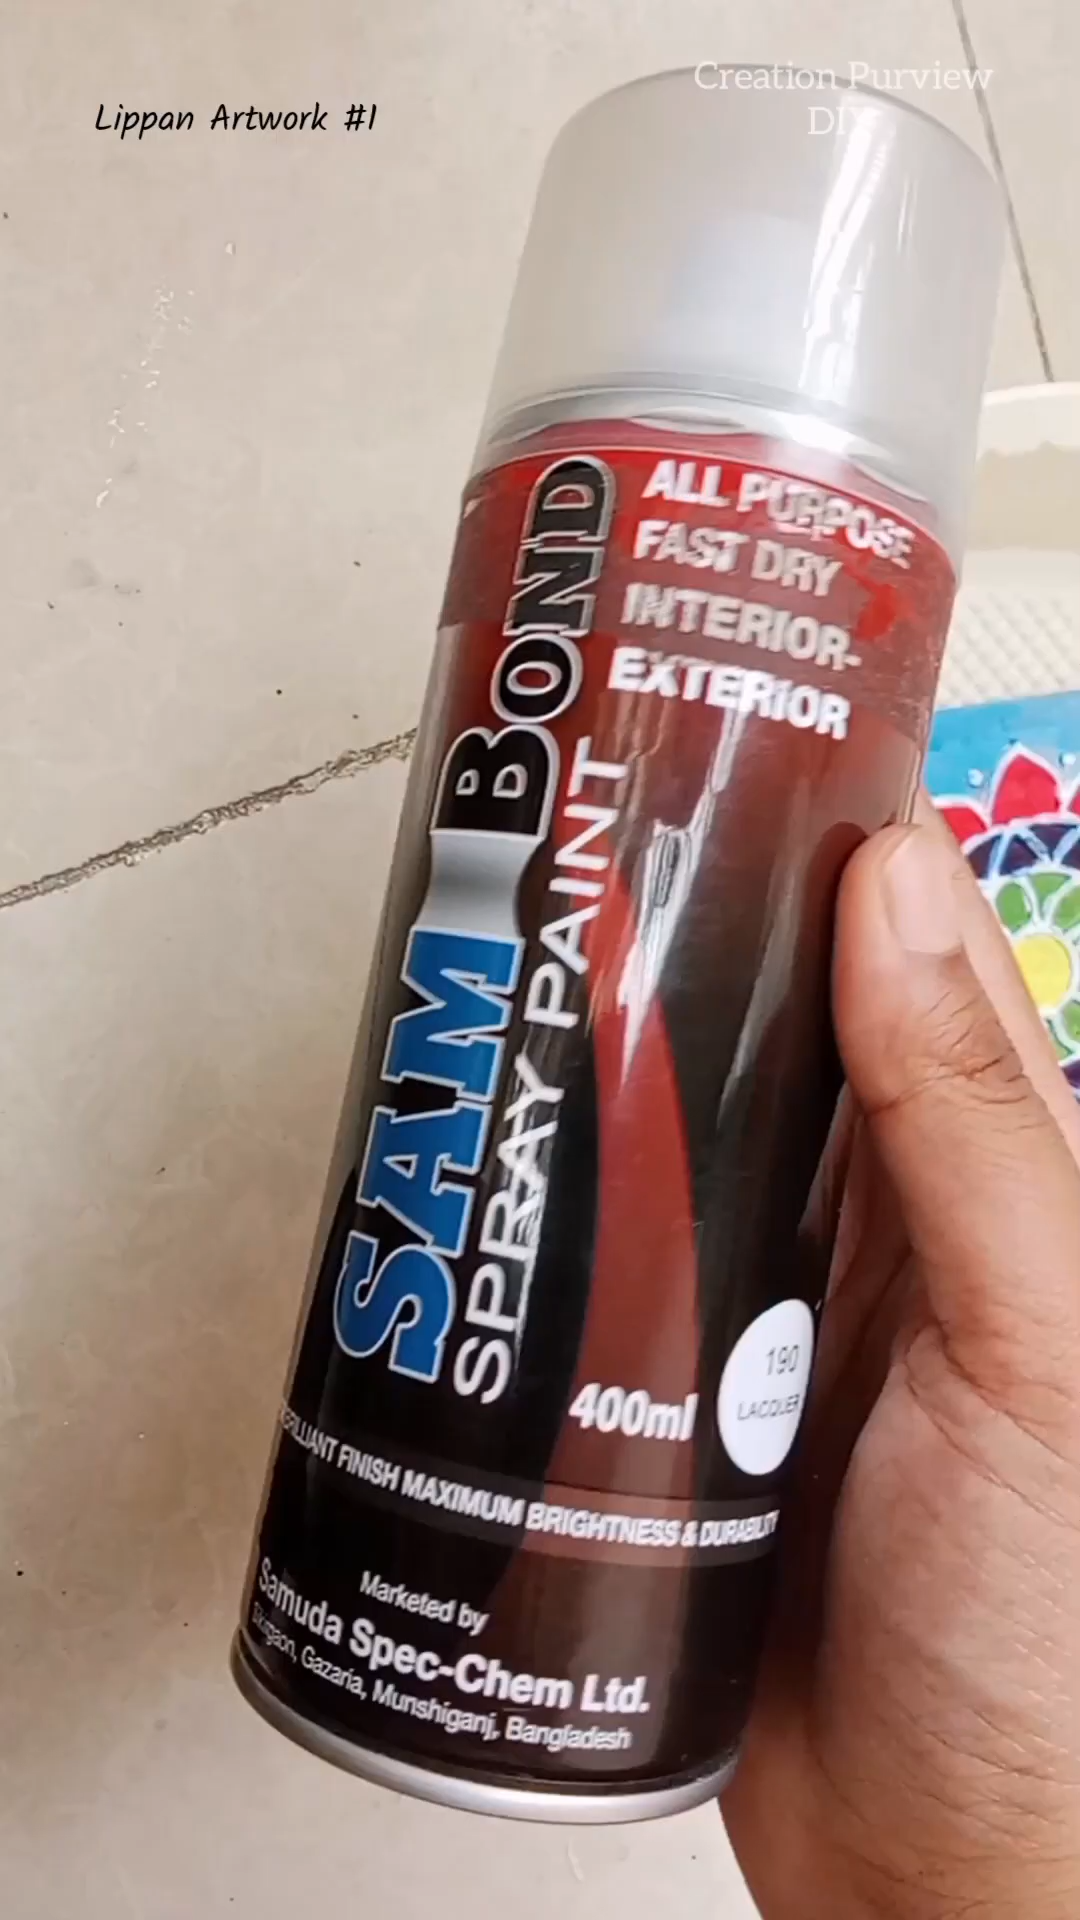 Creation Purview
DIY
Lippan Artwork #1
ALL PURPOSE
FAST DRY
INTERIOR-
EXTERIOR
SAM BOND
SPRAY PAINT
400ml
190
LACQUER
BRILLIANT FINISH MAXIMUM BRIGHTNESS & DURABILITY
Marketed by
Samuda Spec-Chem Ltd.
Gazaria, Munshiganj, Bangladesh